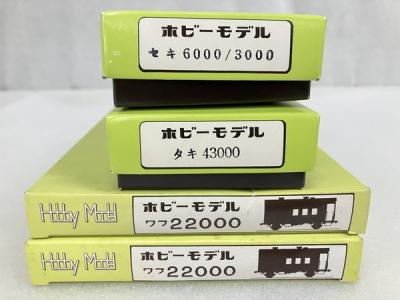 ホビーモデル
セキ 6000/3000
ホビーモデル
タキ 43000
Hobby Model
ホビーモデル
ワフ22000
Hobby Model
ホビーモデル
ワフ22000